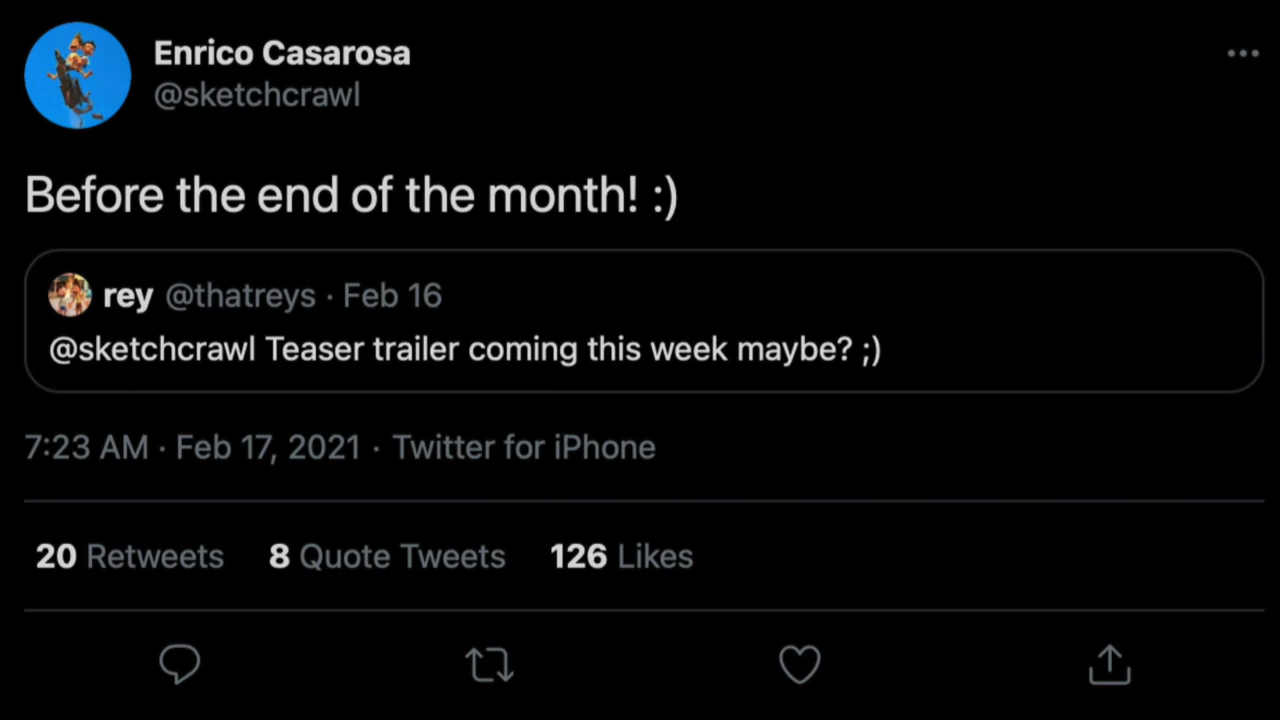 Enrico Casarosa
@sketchcrawl
Before the end of the month! :)
rey @thatreys · Feb 16
@sketchcrawl Teaser trailer coming this week maybe? ;)
7:23 AM · Feb 17, 2021 · Twitter for iPhone
20 Retweets 8 Quote Tweets 126 Likes